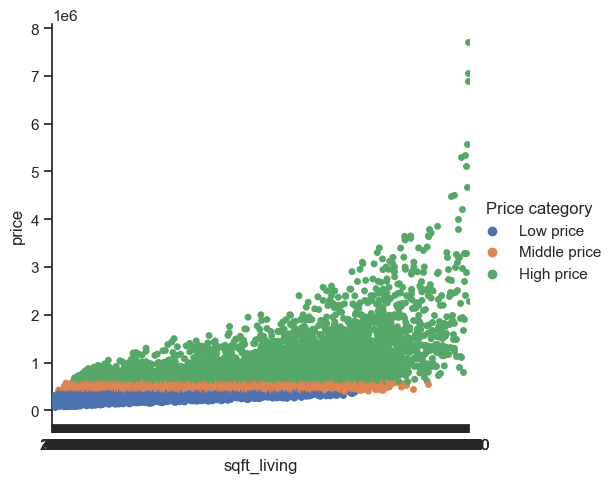 1e6
8
7
6
5
4
3
2
1
0
price
sqft_living
Price category
Low price
Middle price
High price